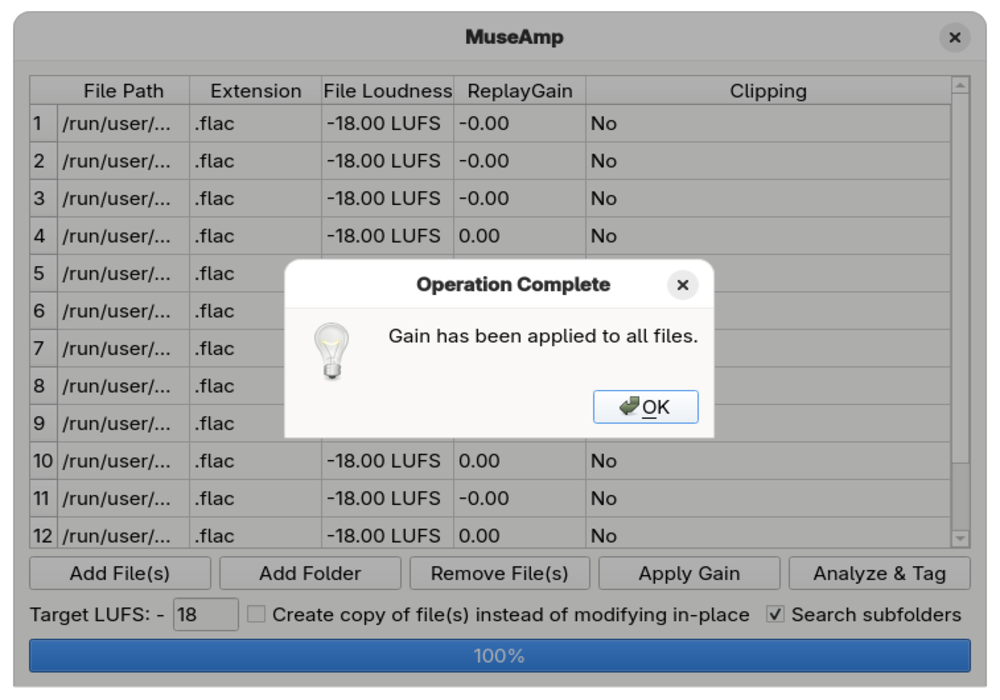 MuseAmp
File Path Extension File Loudness ReplayGain Clipping
1 /run/user/... .flac -18.00 LUFS -0.00 No
2 /run/user/... .flac -18.00 LUFS -0.00 No
3 /run/user/... .flac -18.00 LUFS -0.00 No
4 /run/user/... .flac -18.00 LUFS 0.00 No
5 /run/user/... .flac
6 /run/user/... .flac
7 /run/user/... .flac
8 /run/user/... .flac
9 /run/user/... .flac
Operation Complete
Gain has been applied to all files.
OK
10 /run/user/... .flac -18.00 LUFS 0.00 No
11 /run/user/... .flac -18.00 LUFS -0.00 No
12 /run/user/... .flac -18.00 LUFS 0.00 No
Add File(s) Add Folder Remove File(s) Apply Gain Analyze & Tag
Target LUFS: - 18 Create copy of file(s) instead of modifying in-place Search subfolders
100%